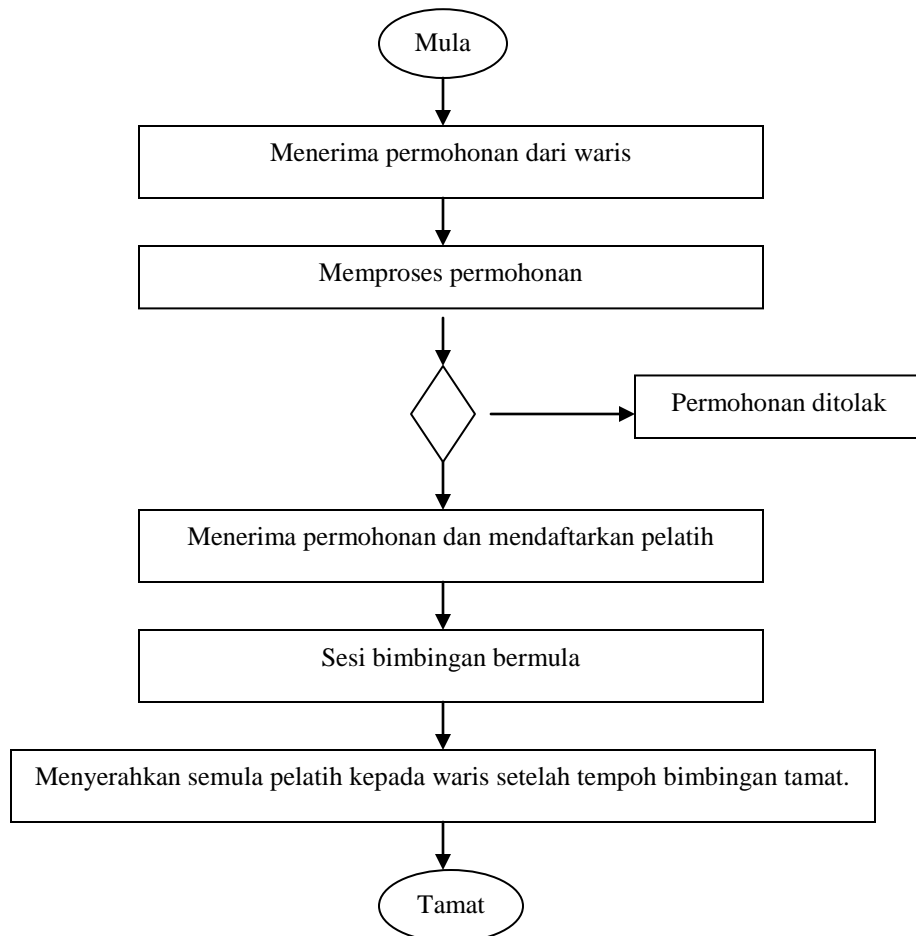 Mula
Menerima permohonan dari waris
Memproses permohonan
Permohonan ditolak
Menerima permohonan dan mendaftarkan pelatih
Sesi bimbingan bermula
Menyerahkan semula pelatih kepada waris setelah tempoh bimbingan tamat.
Tamat